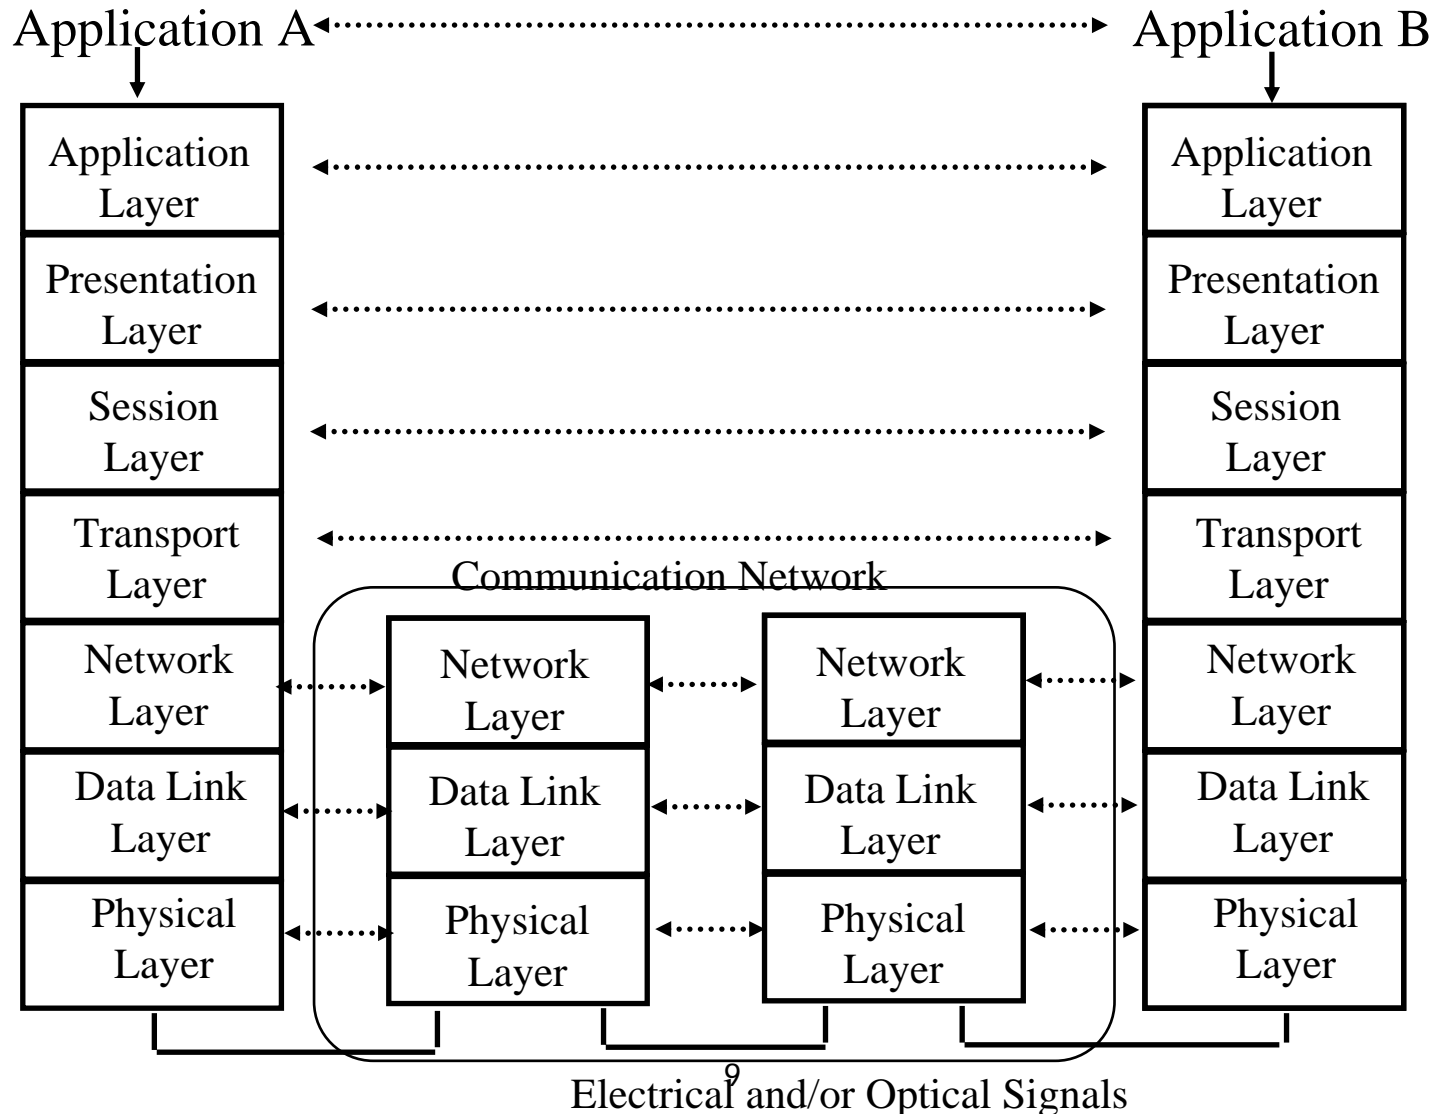 Application A
Application B
Application
Layer
Presentation
Layer
Session
Layer
Transport
Layer
Network
Layer
Data Link
Layer
Physical
Layer
Communication Network
Network
Layer
Data Link
Layer
Physical
Layer
Network
Layer
Data Link
Layer
Physical
Layer
Application
Layer
Presentation
Layer
Session
Layer
Transport
Layer
Network
Layer
Data Link
Layer
Physical
Layer
9
Electrical and/or Optical Signals